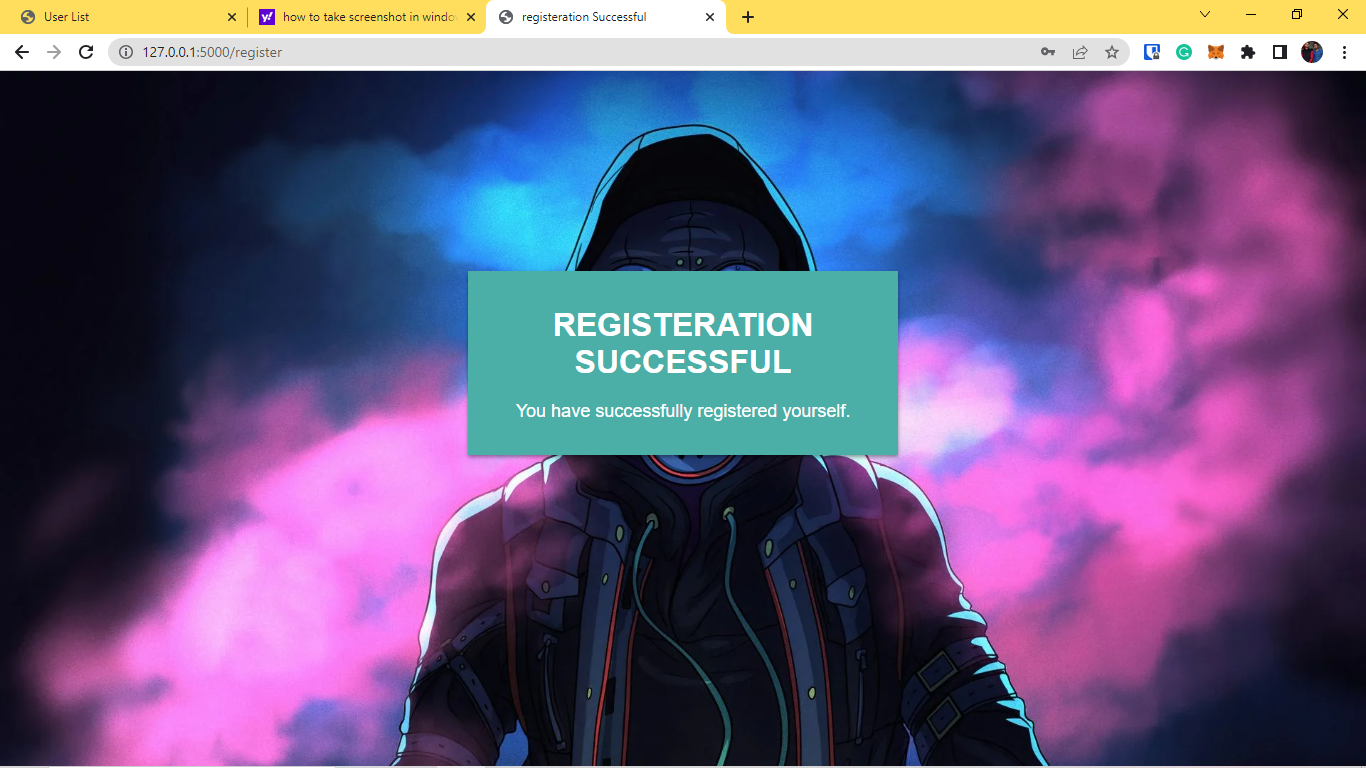 User List
how to take screenshot in windo
registeration Successful
127.0.0.1:5000/register
REGISTERATION
SUCCESSFUL
You have successfully registered yourself.